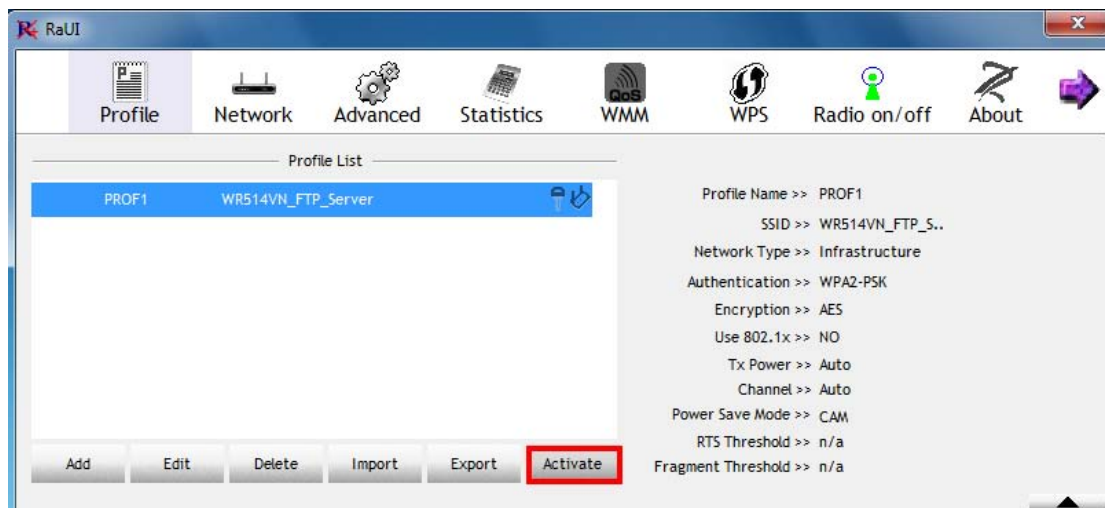 RaUI
x
Profile Network Advanced Statistics QoS WMM WPS Radio on/off About
Profile List
PROF1 WR514VN_FTP_Server
Profile Name >> PROF1
SSID >> WR514VN_FTP_S..
Network Type >> Infrastructure
Authentication >> WPA2-PSK
Encryption >> AES
Use 802.1x >> NO
Tx Power >> Auto
Channel >> Auto
Power Save Mode >> CAM
RTS Threshold >> n/a
Fragment Threshold >> n/a
Add Edit Delete Import Export Activate